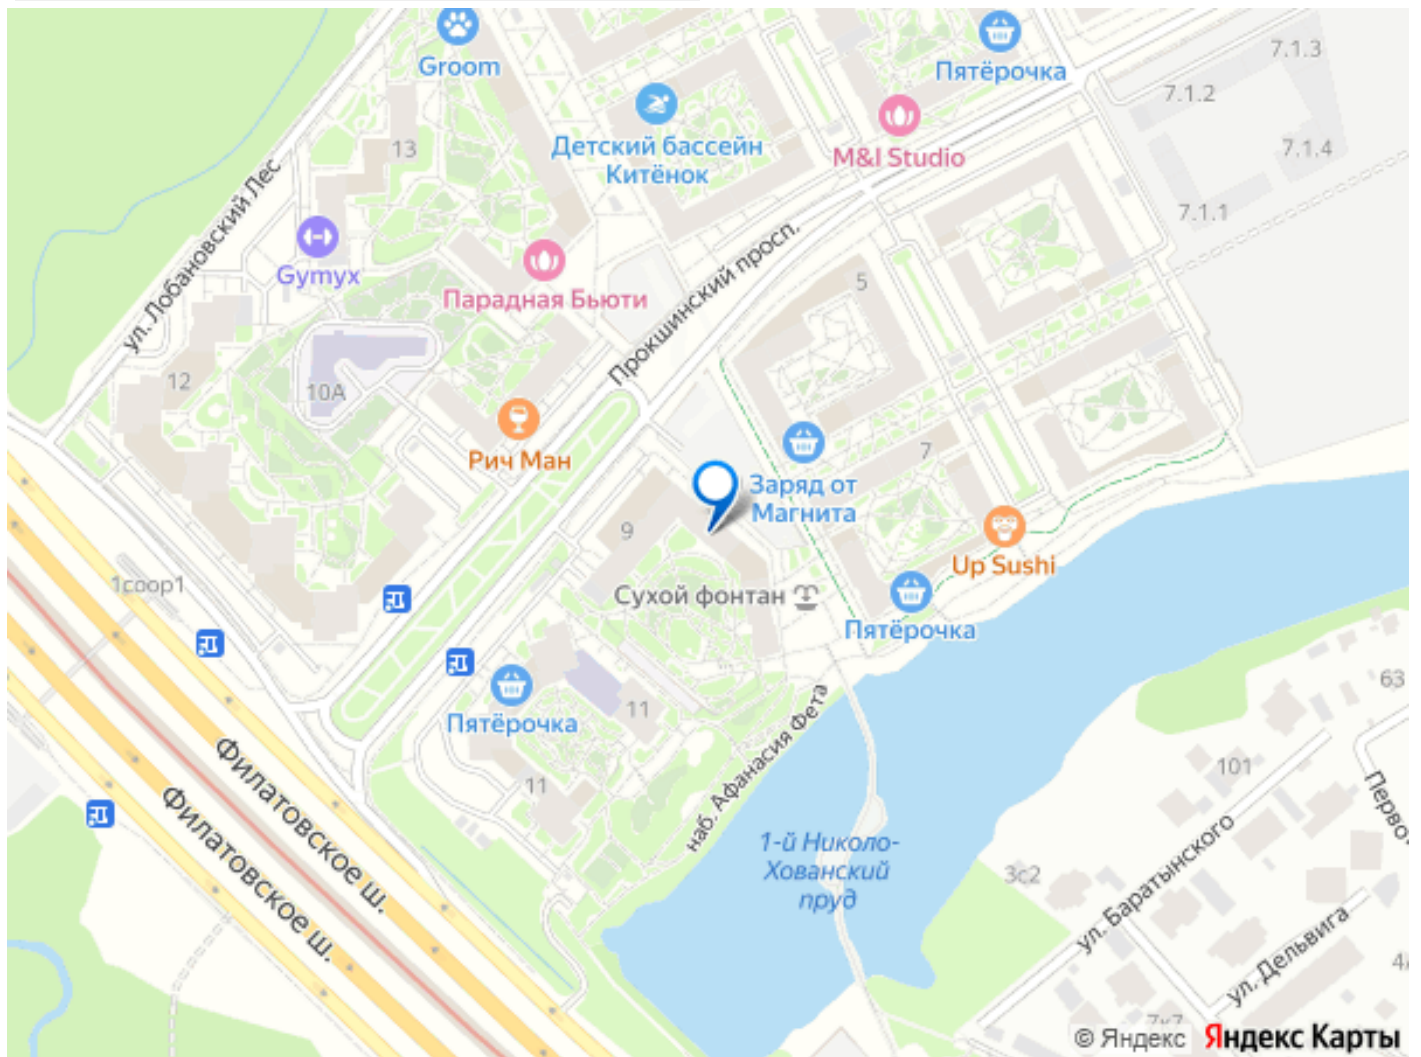 Groom
Пятёрочка
7.1.3
7.1.2
Детский бассейн
Китёнок
M&I Studio
7.1.4
13
ул. Лобановский Лес
7.1.1
Gymyx
Парадная Бьюти
Прокшинский просп.
5
12
10А
Рич Ман
7
Заряд от
Магнита
9
Up Sushi
1соор1
Сухой фонтан
Пятёрочка
Пятёрочка
11
наб. Афанасия Фета
63
11
101
Филатовское ш.
Филатовское ш.
1-й Николо-
Хованский
пруд
3с2
ул. Баратынского
ул. Дельвига
7к7
© Яндекс
Яндекс Карты